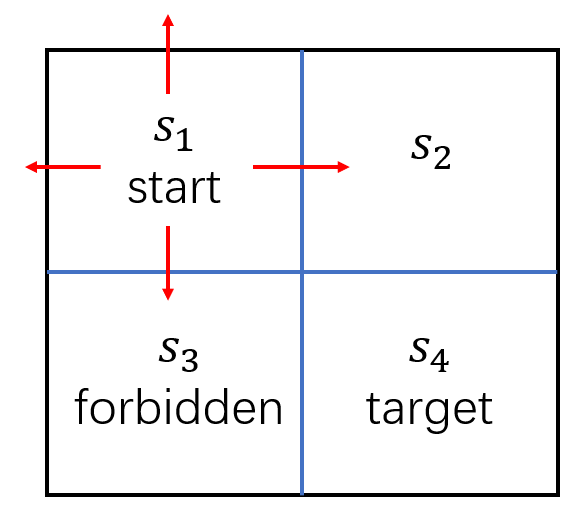 s₁
start
s₂
s₃
forbidden
s₄
target